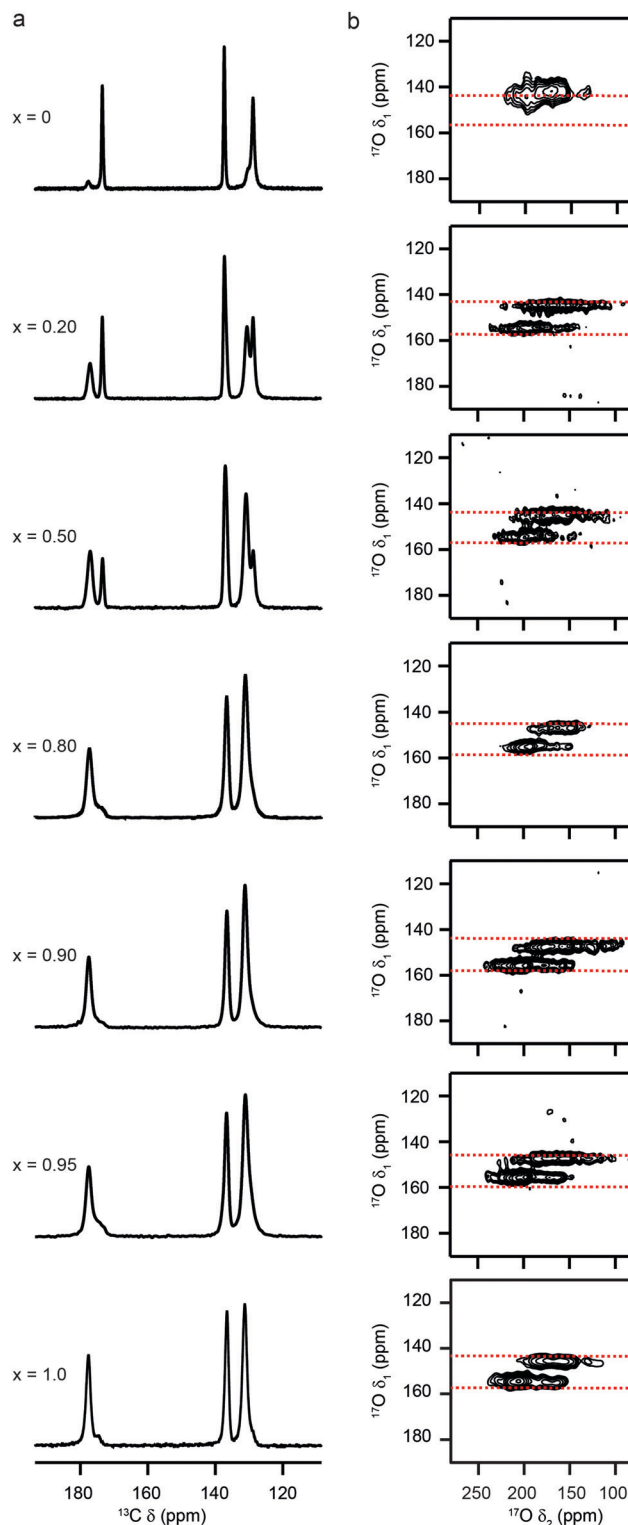 a
x = 0
x = 0.20
x = 0.50
x = 0.80
x = 0.90
x = 0.95
x = 1.0
180 160 140 120
¹³C δ (ppm)
b
120
140
160
180
¹⁷O δ₁ (ppm)
120
140
160
180
¹⁷O δ₁ (ppm)
120
140
160
180
¹⁷O δ₁ (ppm)
120
140
160
180
¹⁷O δ₁ (ppm)
120
140
160
180
¹⁷O δ₁ (ppm)
120
140
160
180
¹⁷O δ₁ (ppm)
120
140
160
180
¹⁷O δ₁ (ppm)
250 200 150 100
¹⁷O δ₂ (ppm)